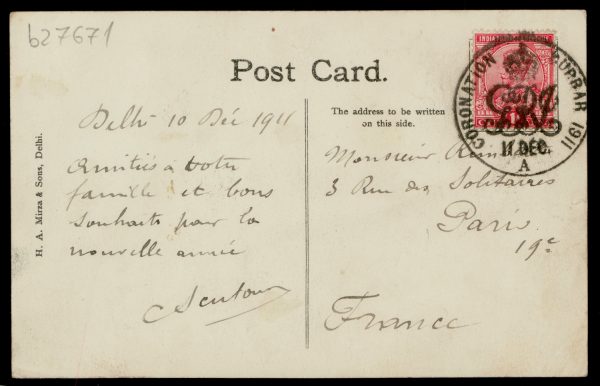 b27671
Post Card.
Delhi 10 Déc 1911
Amitiés à votre
famille et bons
souhaits pour la
nouvelle année
H. A. Mirza & Sons, Delhi.
The address to be written
on this side.
INDIA
CORONATION DURBAR 1911
11 DEC.
A
Monsieur
3 Rue des Solitaires
Paris
19e
France